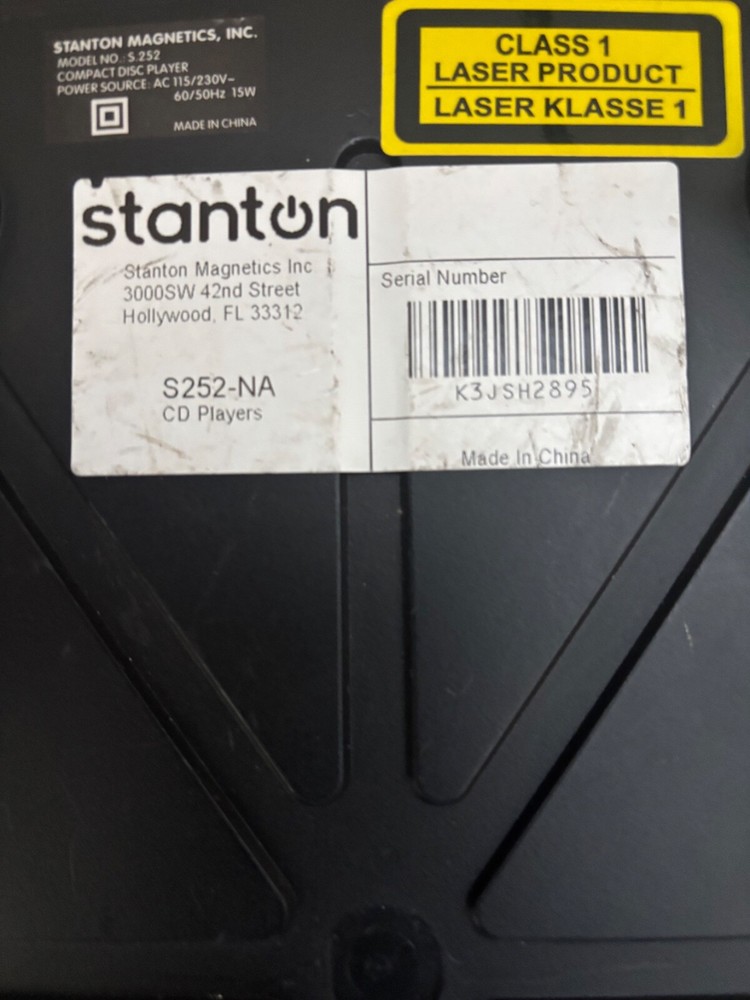 STANTON MAGNETICS, INC.
MODEL NO.: S.252
COMPACT DISC PLAYER
POWER SOURCE: AC 115/230V~
60/50Hz 15W
MADE IN CHINA
CLASS 1
LASER PRODUCT
LASER KLASSE 1
stanton
Stanton Magnetics Inc
3000SW 42nd Street
Hollywood, FL 33312
S252-NA
CD Players
Serial Number
K3JSH2895
Made In China